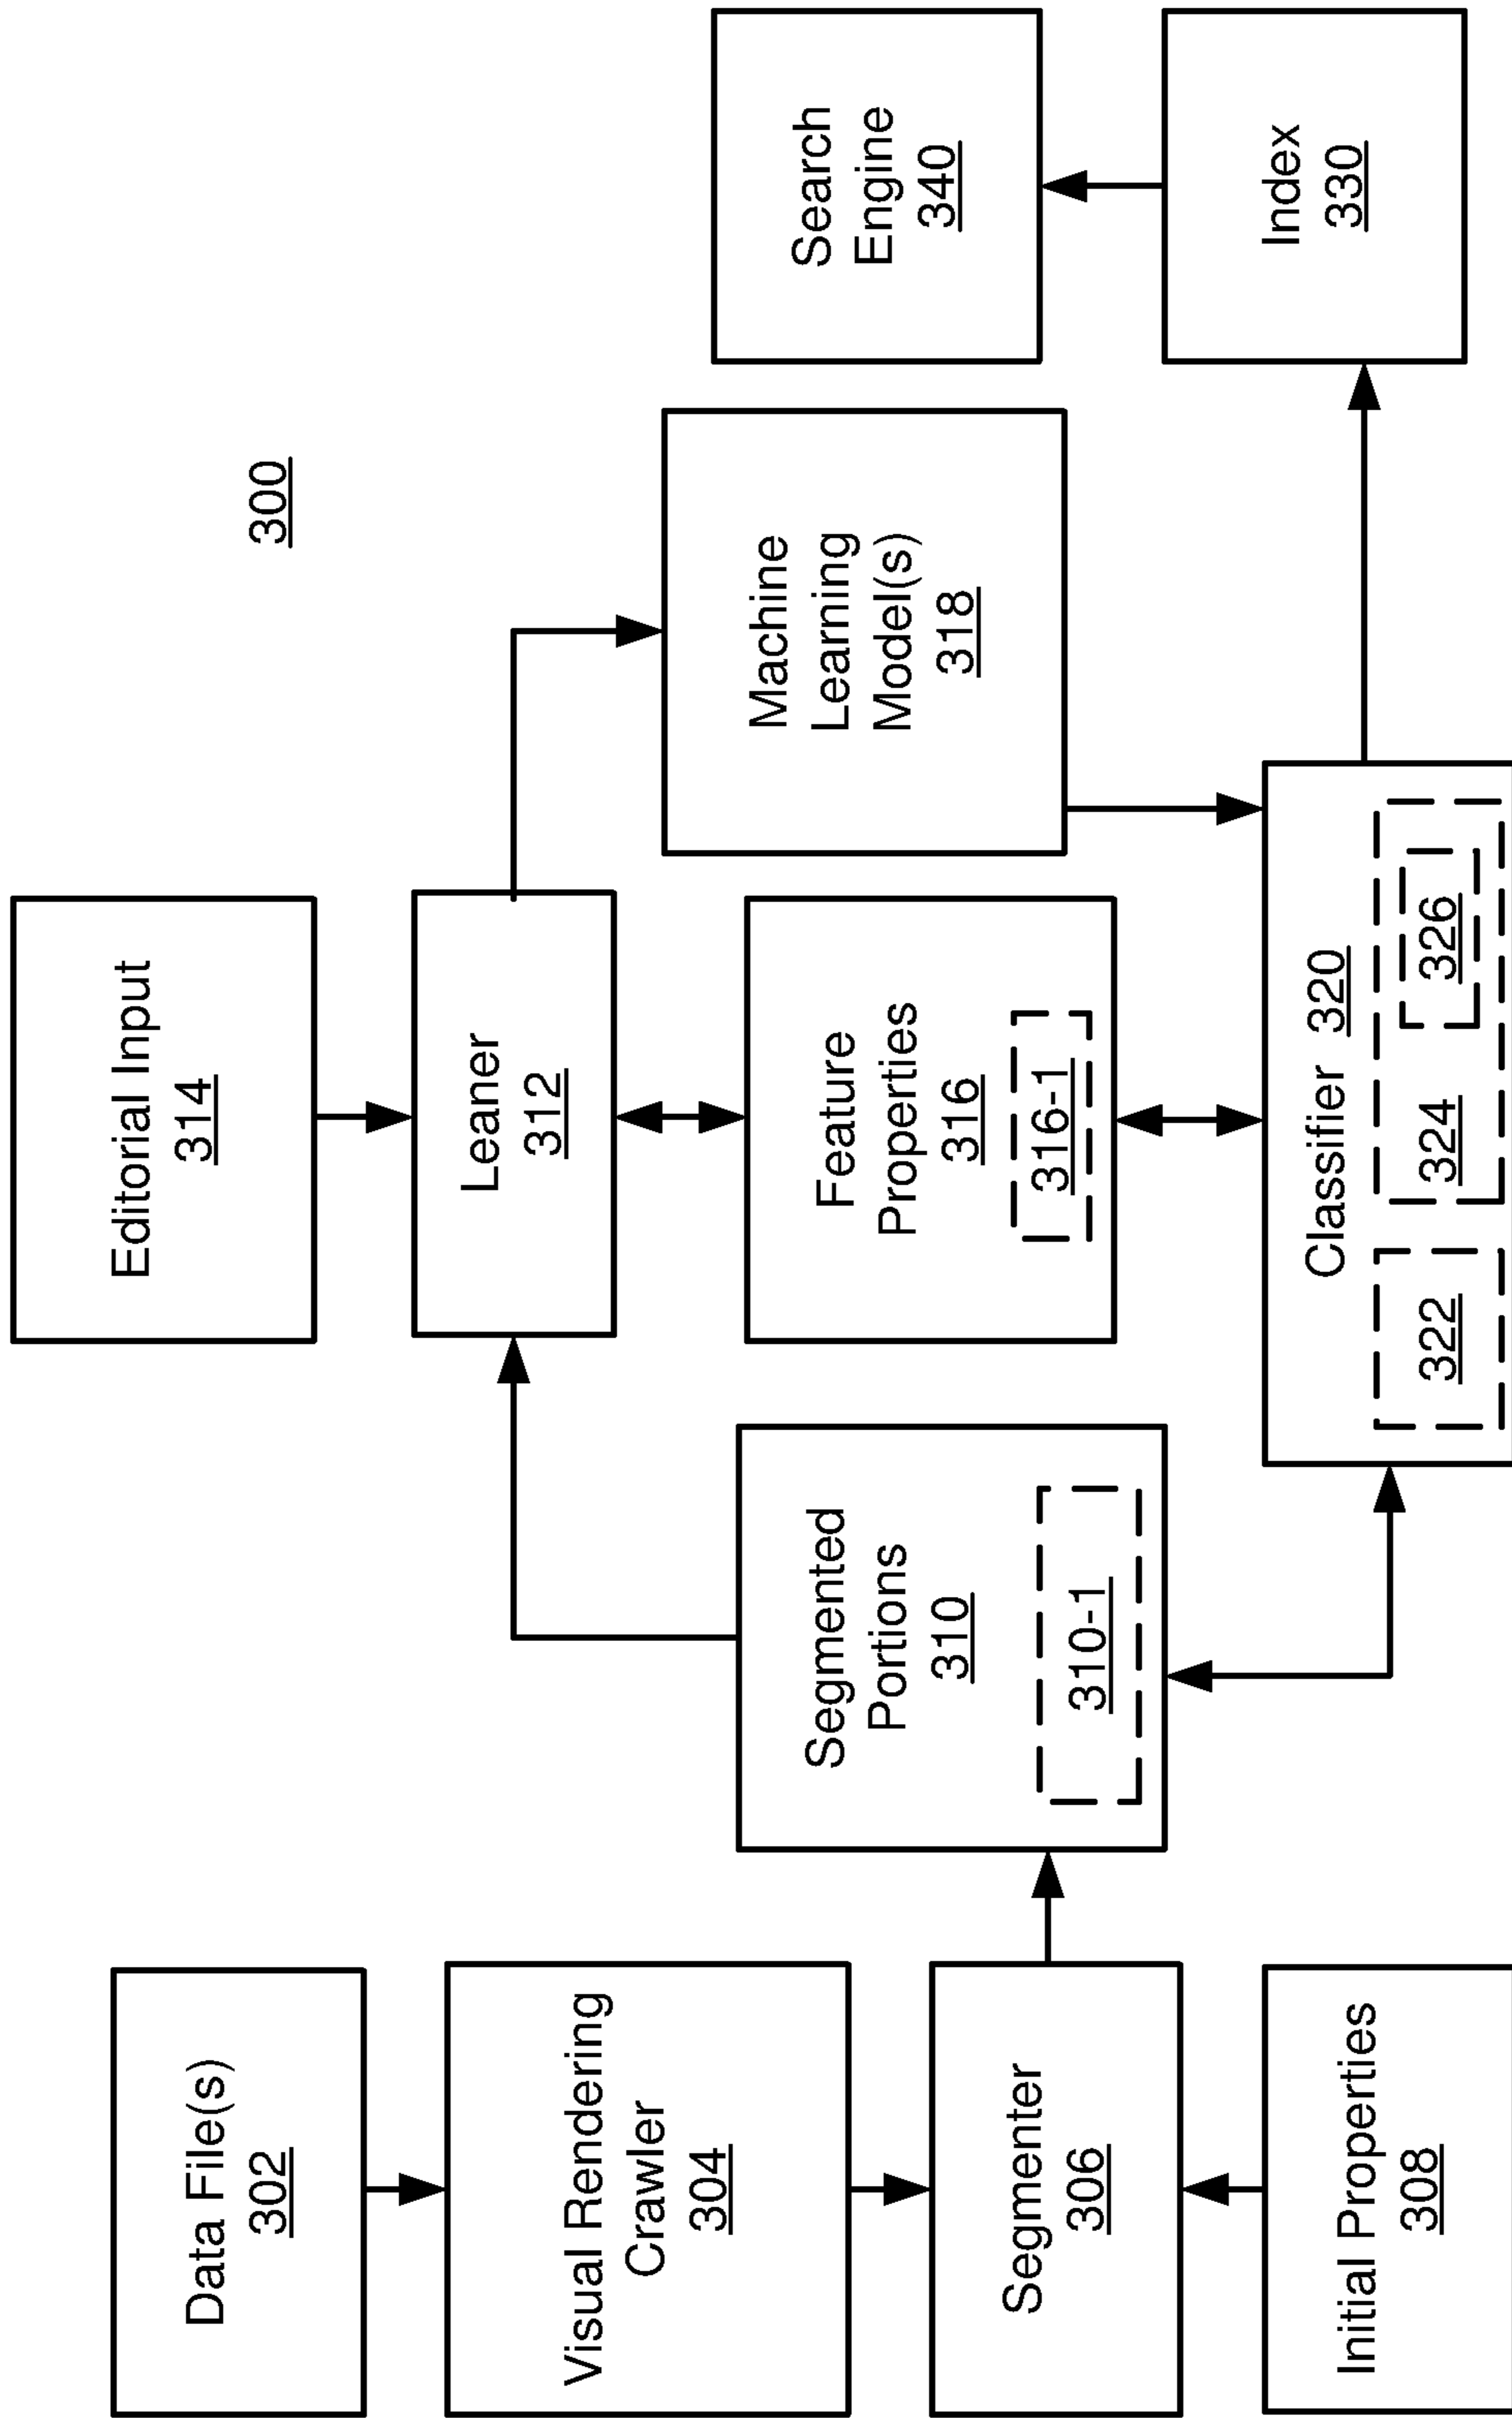 300
Data File(s)
302
Visual Rendering
Crawler
304
Segmenter
306
Initial Properties
308
Segmented
Portions
310
310-1
Editorial Input
314
Leaner
312
Feature
Properties
316
316-1
Machine
Learning
Model(s)
318
Classifier 320
322
324
326
Search
Engine
340
Index
330